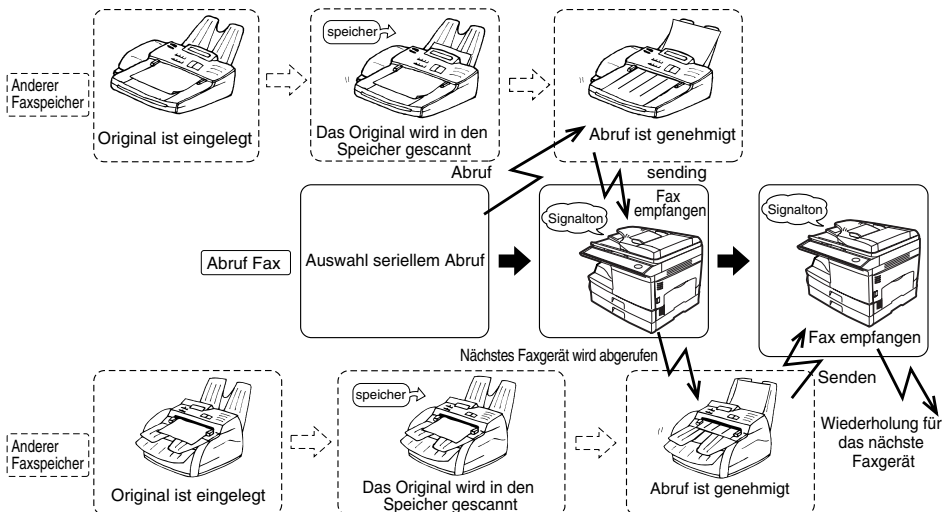 speicher
Anderer
Faxspeicher
Original ist eingelegt
Das Original wird in den
Speicher gescannt
Abruf ist genehmigt
Abruf
sending
Fax
empfangen
Signalton
Signalton
Abruf Fax
Auswahl seriellem Abruf
Fax empfangen
Nächstes Faxgerät wird abgerufen
Senden
speicher
Wiederholung für
das nächste
Faxgerät
Anderer
Faxspeicher
Original ist eingelegt
Das Original wird in den
Speicher gescannt
Abruf ist genehmigt